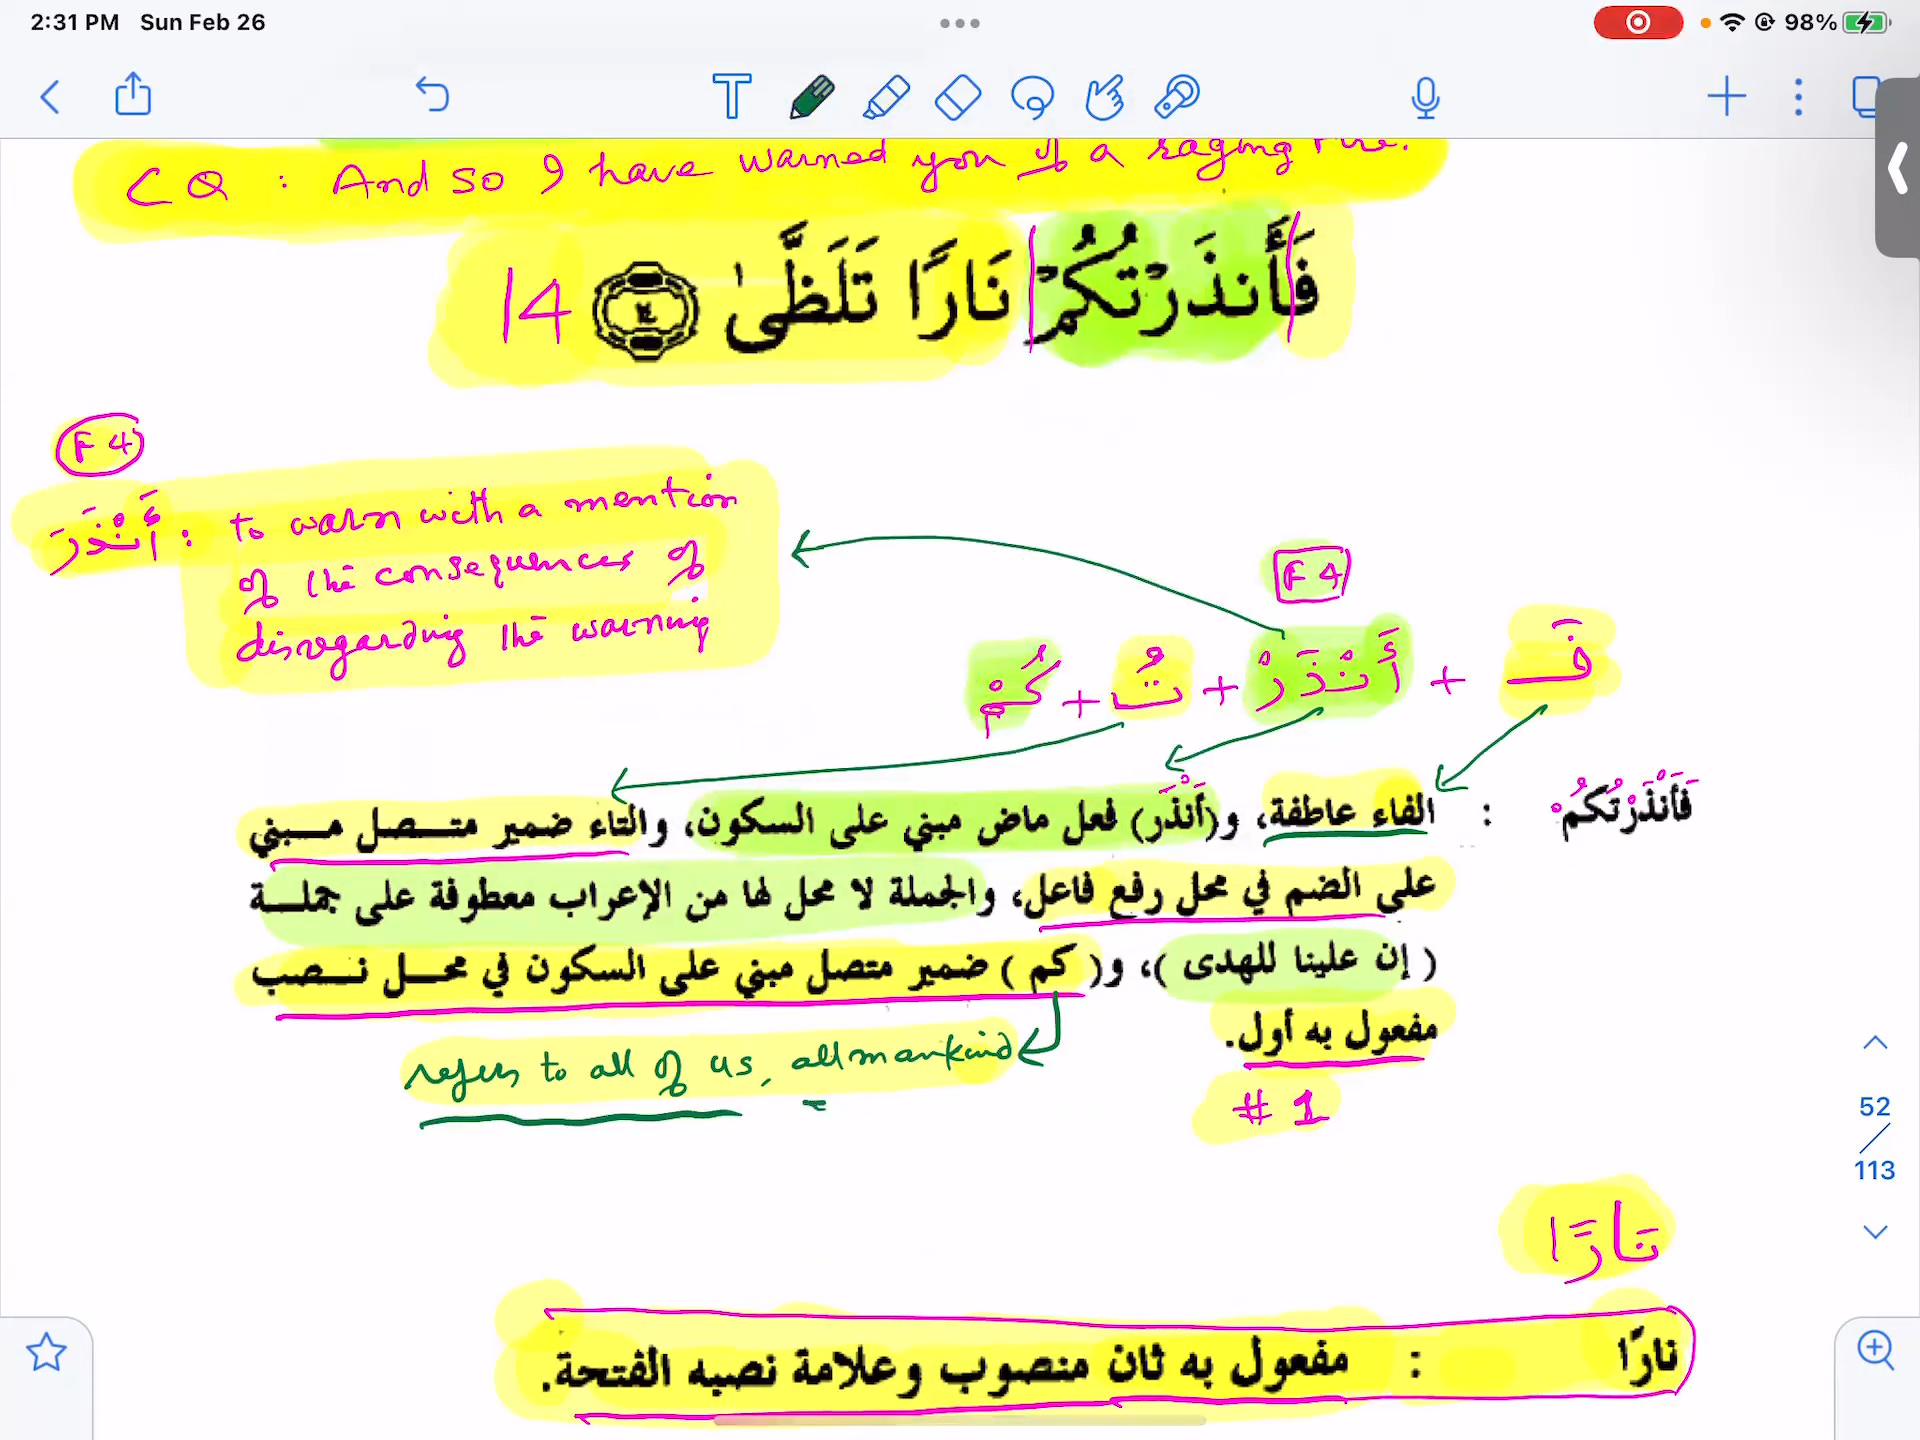 2:31 PM Sun Feb 26
98%
CQ : And so I have warned you of a raging fire.
فَأَنذَرْتُكُمْ نَارًا تَلَظَّىٰ ١٤ 14
F 4
أَنْذَرَ : to warn with a mention
of the consequences of
disregarding the warning
F 4
فَـ + أَنْذَرْ + تُ + كُمْ
فَأَنْذَرْتُكُمْ : الفاء عاطفة، و(أَنْذَر) فعل ماض مبني على السكون، والتاء ضمير متصل مبني
على الضم في محل رفع فاعل، والجملة لا محل لها من الإعراب معطوفة على جملة
( إن علينا للهدى )، و( كم ) ضمير متصل مبني على السكون في محل نصب
مفعول به أول.
refers to all of us, all mankind
# 1
52
/
113
نَارًا
نارًا : مفعول به ثان منصوب وعلامة نصبه الفتحة.